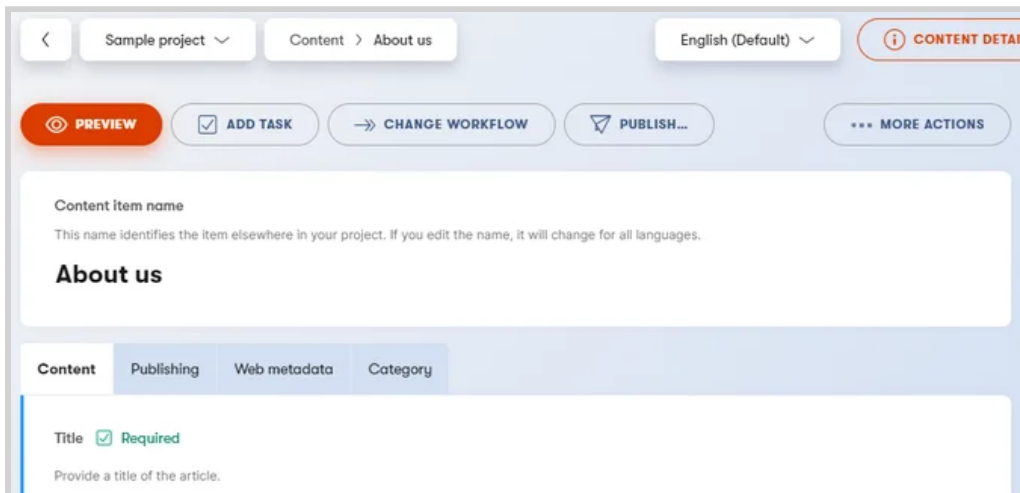 Sample project
Content > About us
English (Default)
CONTENT
PREVIEW
ADD TASK
CHANGE WORKFLOW
PUBLISH...
MORE ACTIONS
Content item name
This name identifies the item elsewhere in your project. If you edit the name, it will change for all languages.
About us
Content
Publishing
Web metadata
Category
Title
Required
Provide a title of the article.